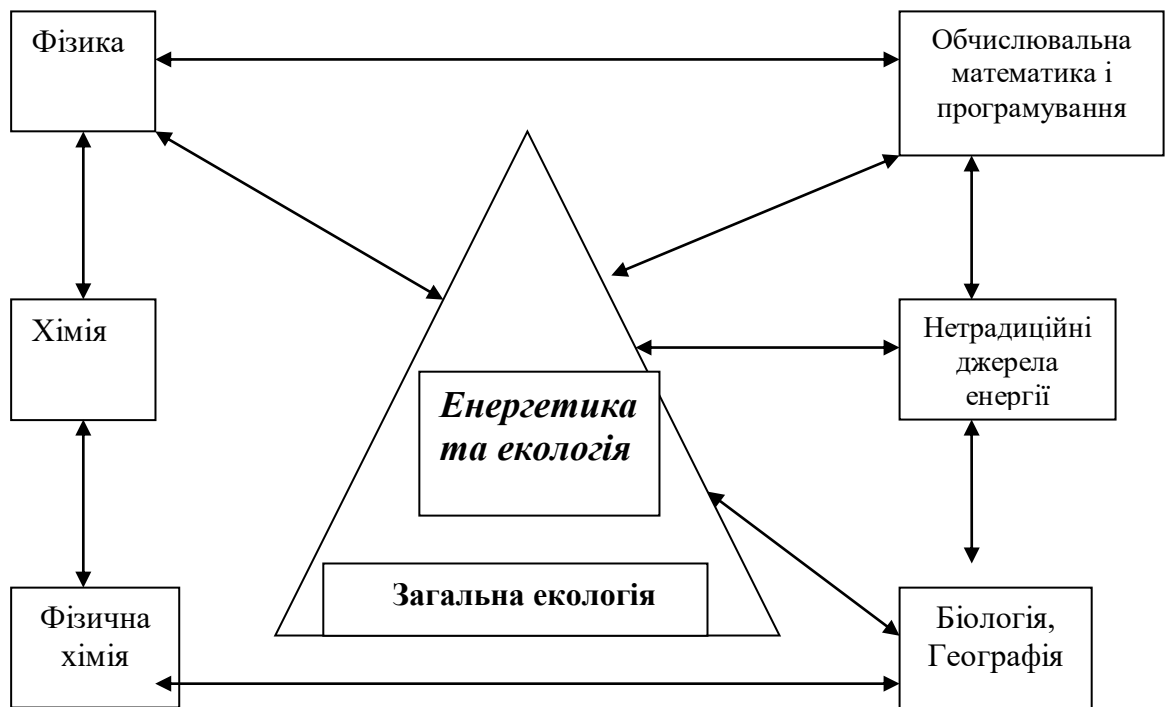 Фізика
Обчислювальна
математика і
програмування
Хімія
Нетрадиційні
джерела
енергії
Енергетика
та екологія
Загальна екологія
Фізична
хімія
Біологія,
Географія